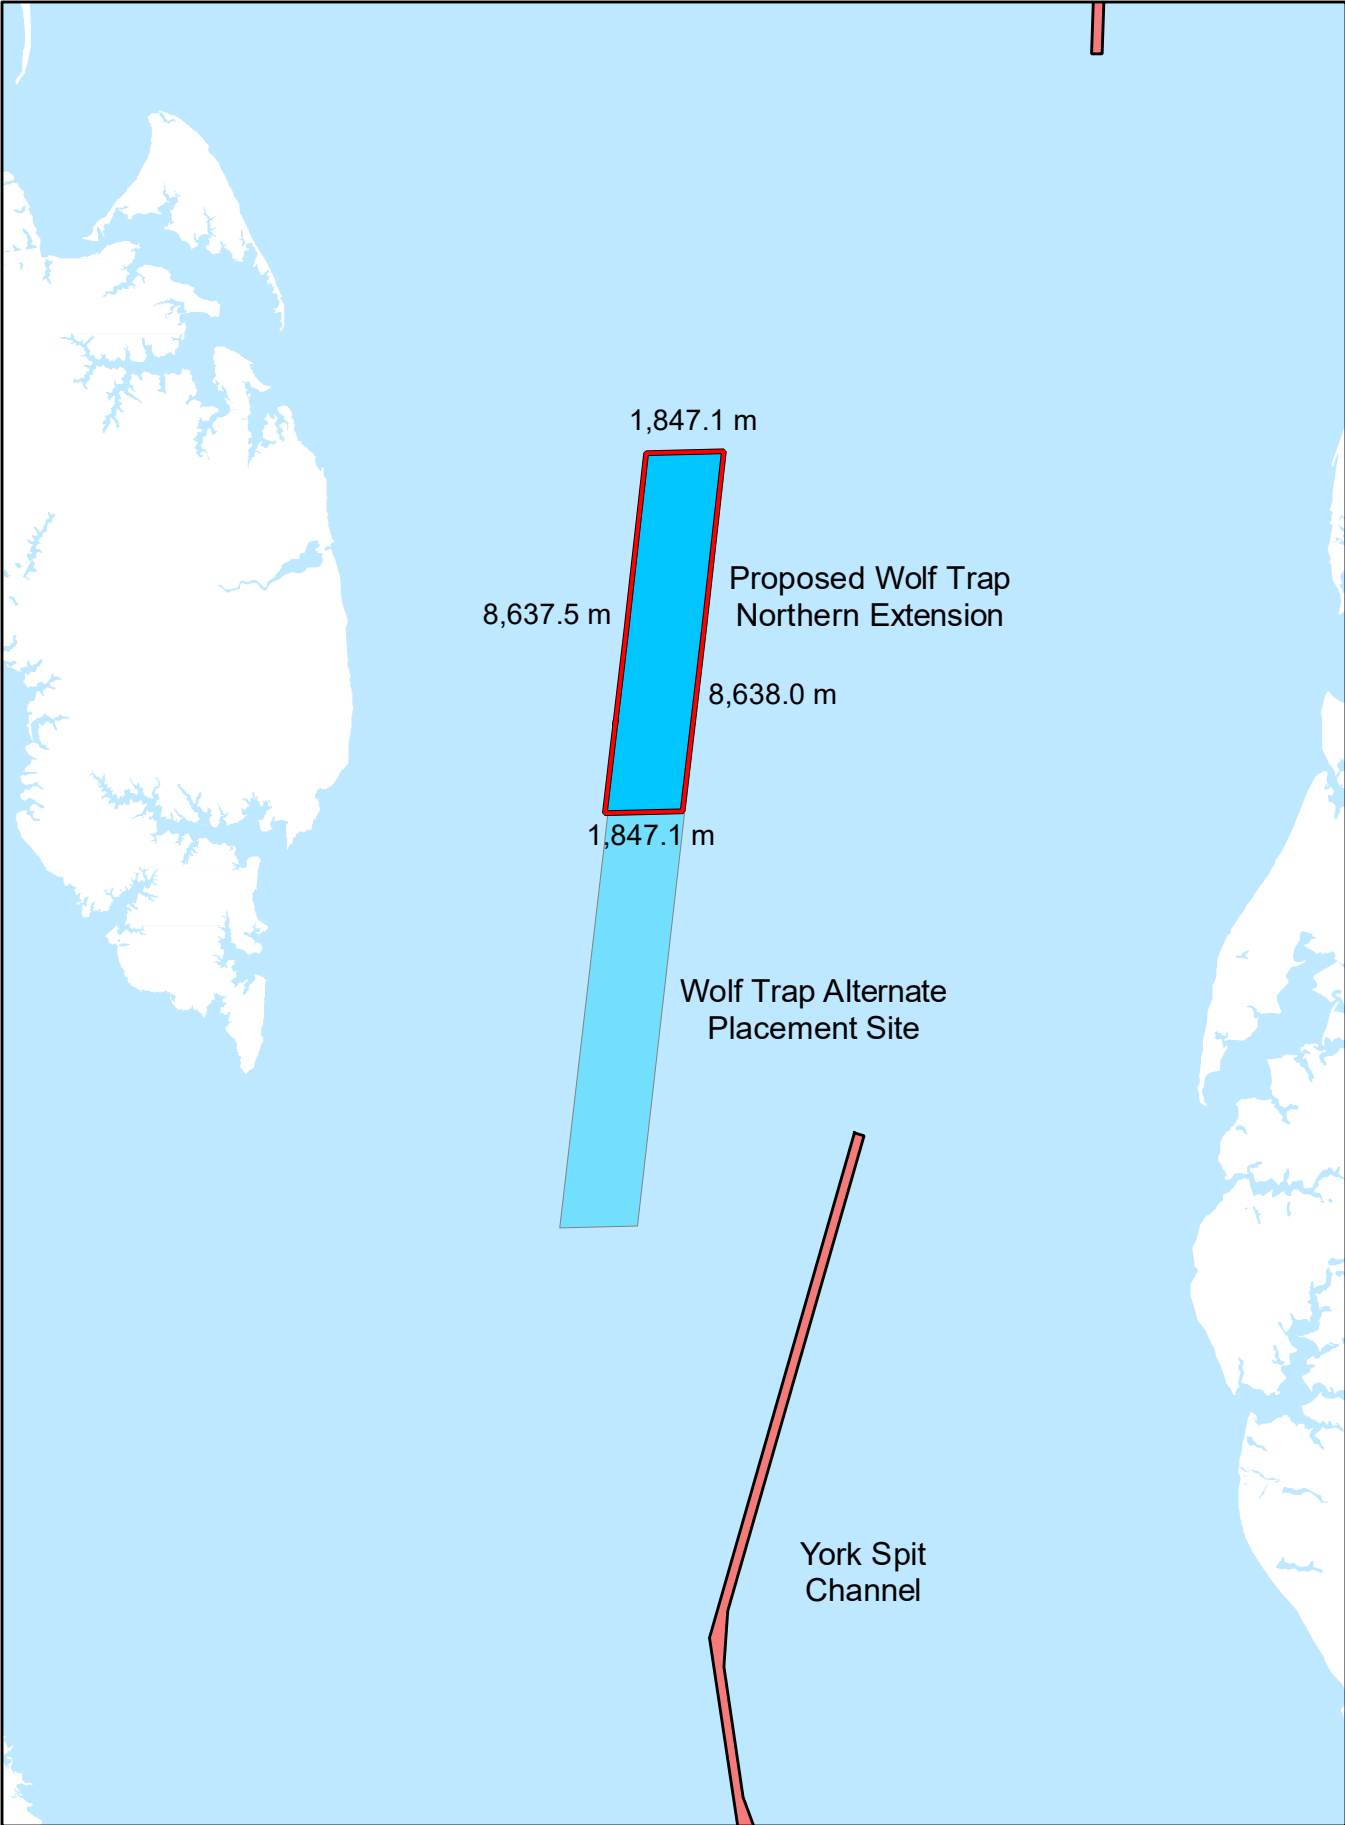 1,847.1 m
Proposed Wolf Trap
Northern Extension
8,637.5 m
8,638.0 m
1,847.1 m
Wolf Trap Alternate
Placement Site
York Spit
Channel